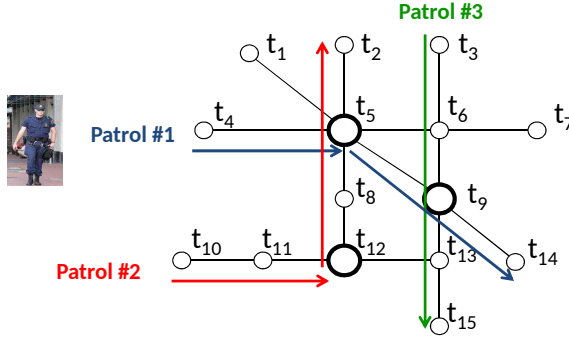 Patrol #3
t1
t2
t3
t5
t4
t6
t7
Patrol #1
t8
t9
t10
t11
t12
t13
t14
Patrol #2
t15